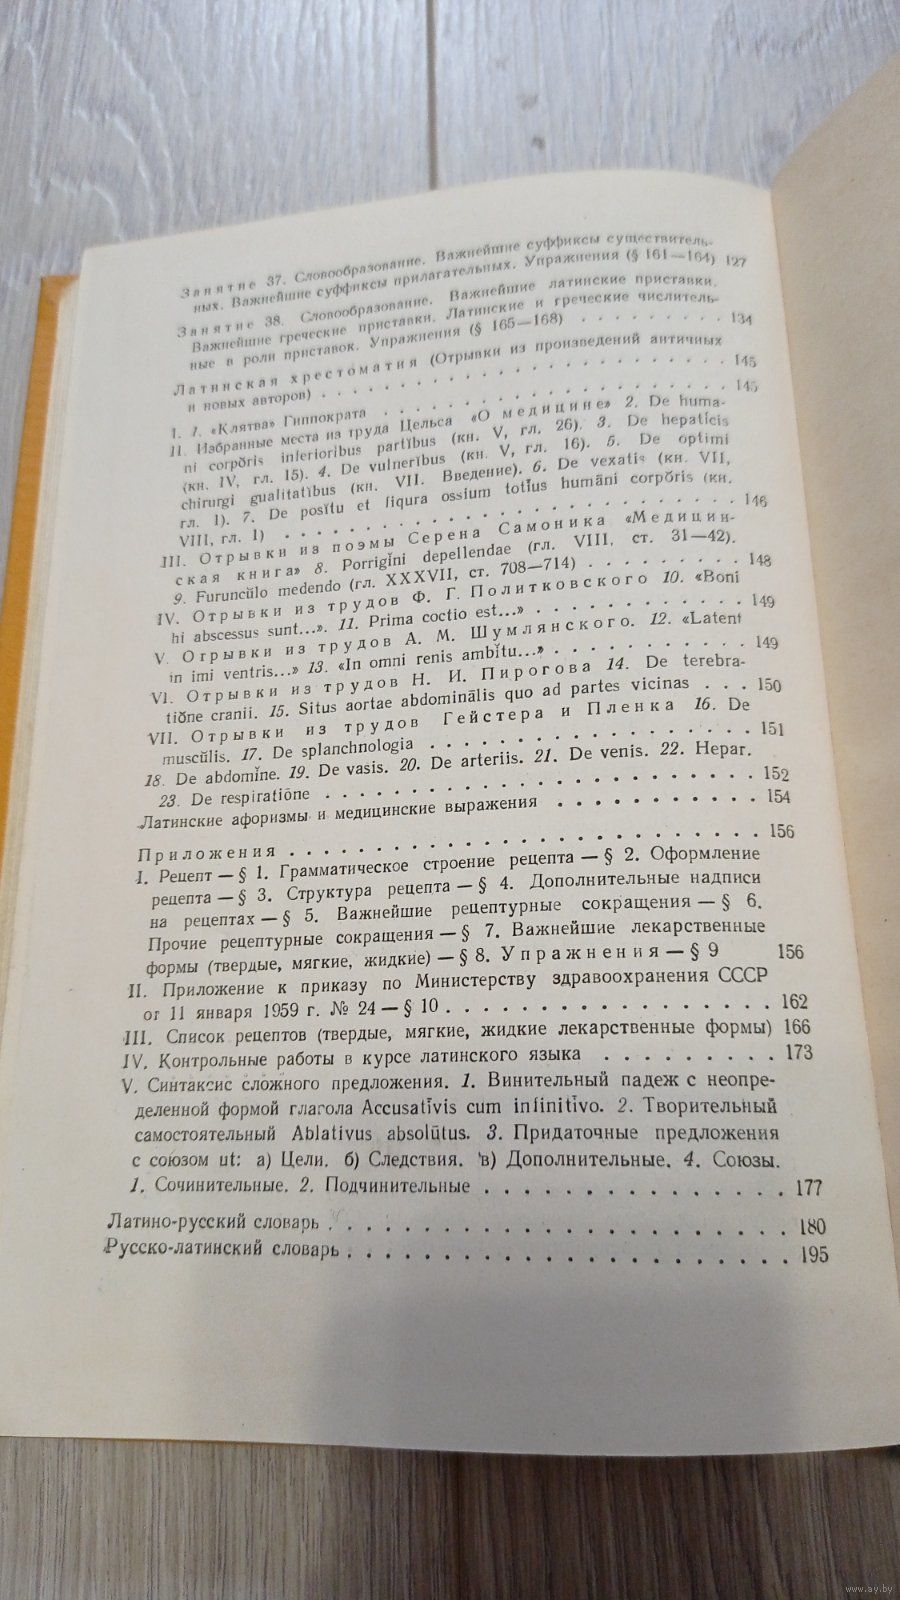 Занятие 37. Словообразование. Важнейшие суффиксы существитель-
ных. Важнейшие суффиксы прилагательных. Упражнения (§ 161—164) 127
Занятие 38. Словообразование. Важнейшие латинские приставки.
Важнейшие греческие приставки. Латинские и греческие числитель-
ные в роли приставок. Упражнения (§ 165—168) . . . . . . . . . 134
Латинская хрестоматия (Отрывки из произведений античных
и новых авторов) . . . . . . . . . . . . . . . . . . . . 145
I. 1. «Клятва» Гиппократа . . . . . . . . . . . . . . . . . 145
II. Избранные места из труда Цельса «О медицине» 2. De huma-
ni corpŏris inferioribus partĭbus (кн. V, гл. 26). 3. De hepatĭcis
(кн. IV, гл. 15). 4. De vulnerĭbus (кн. V, гл. 16). 5. De optimi
chirurgi gualitatĭbus (кн. VII. Введение). 6. De vexatis (кн. VII,
гл. 1). 7. De posĭtu et figura ossium totīus humāni corpŏris (кн.
VIII, гл. 1) . . . . . . . . . . . . . . . . . . . . . . 146
III. Отрывки из поэмы Серена Самоника «Медицин-
ская книга» 8. Porrigĭni depellendae (гл. VIII, ст. 31—42).
9. Furuncŭlo medendo (гл. XXXVII, ст. 708—714) . . . . . . . . . 148
IV. Отрывки из трудов Ф. Г. Политковского 10. «Boni
hi abscessus sunt...». 11. Prima coctio est...» . . . . . . . . . . . 149
V. Отрывки из трудов А. М. Шумлянского. 12. «Latent
in imi ventris...» 13. «In omni renis ambĭtu...» . . . . . . . . . . 149
VI. Отрывки из трудов Н. И. Пирогова 14. De terebra-
tiōne cranii. 15. Situs aortae abdominālis quo ad partes vicinas . . . 150
VII. Отрывки из трудов Гейстера и Пленка 16. De
muscŭlis. 17. De splanchnologia . . . . . . . . . . . . . . . . 151
18. De abdomĭne. 19. De vasis. 20. De arteriis. 21. De venis. 22. Hepar.
23. De respiratiōne . . . . . . . . . . . . . . . . . . . . 152
Латинские афоризмы и медицинские выражения . . . . . . . . . . . 154
Приложения . . . . . . . . . . . . . . . . . . . . . . . 156
I. Рецепт — § 1. Грамматическое строение рецепта — § 2. Оформление
рецепта — § 3. Структура рецепта — § 4. Дополнительные надписи
на рецептах — § 5. Важнейшие рецептурные сокращения — § 6.
Прочие рецептурные сокращения — § 7. Важнейшие лекарственные
формы (твердые, мягкие, жидкие) — § 8. Упражнения — § 9 156
II. Приложение к приказу по Министерству здравоохранения СССР
от 11 января 1959 г. № 24 — § 10 . . . . . . . . . . . . . . . . 162
III. Список рецептов (твердые, мягкие, жидкие лекарственные формы) 166
IV. Контрольные работы в курсе латинского языка . . . . . . . . . 173
V. Синтаксис сложного предложения. 1. Винительный падеж с неопре-
деленной формой глагола Accusatīvis cum infinitīvo. 2. Творительный
самостоятельный Ablativus absolūtus. 3. Придаточные предложения
с союзом ut: а) Цели. б) Следствия. в) Дополнительные. 4. Союзы.
1. Сочинительные. 2. Подчинительные . . . . . . . . . . . . . . . 177
Латино-русский словарь . . . . . . . . . . . . . . . . . . . . 180
Русско-латинский словарь . . . . . . . . . . . . . . . . . . . 195
www.ay.by